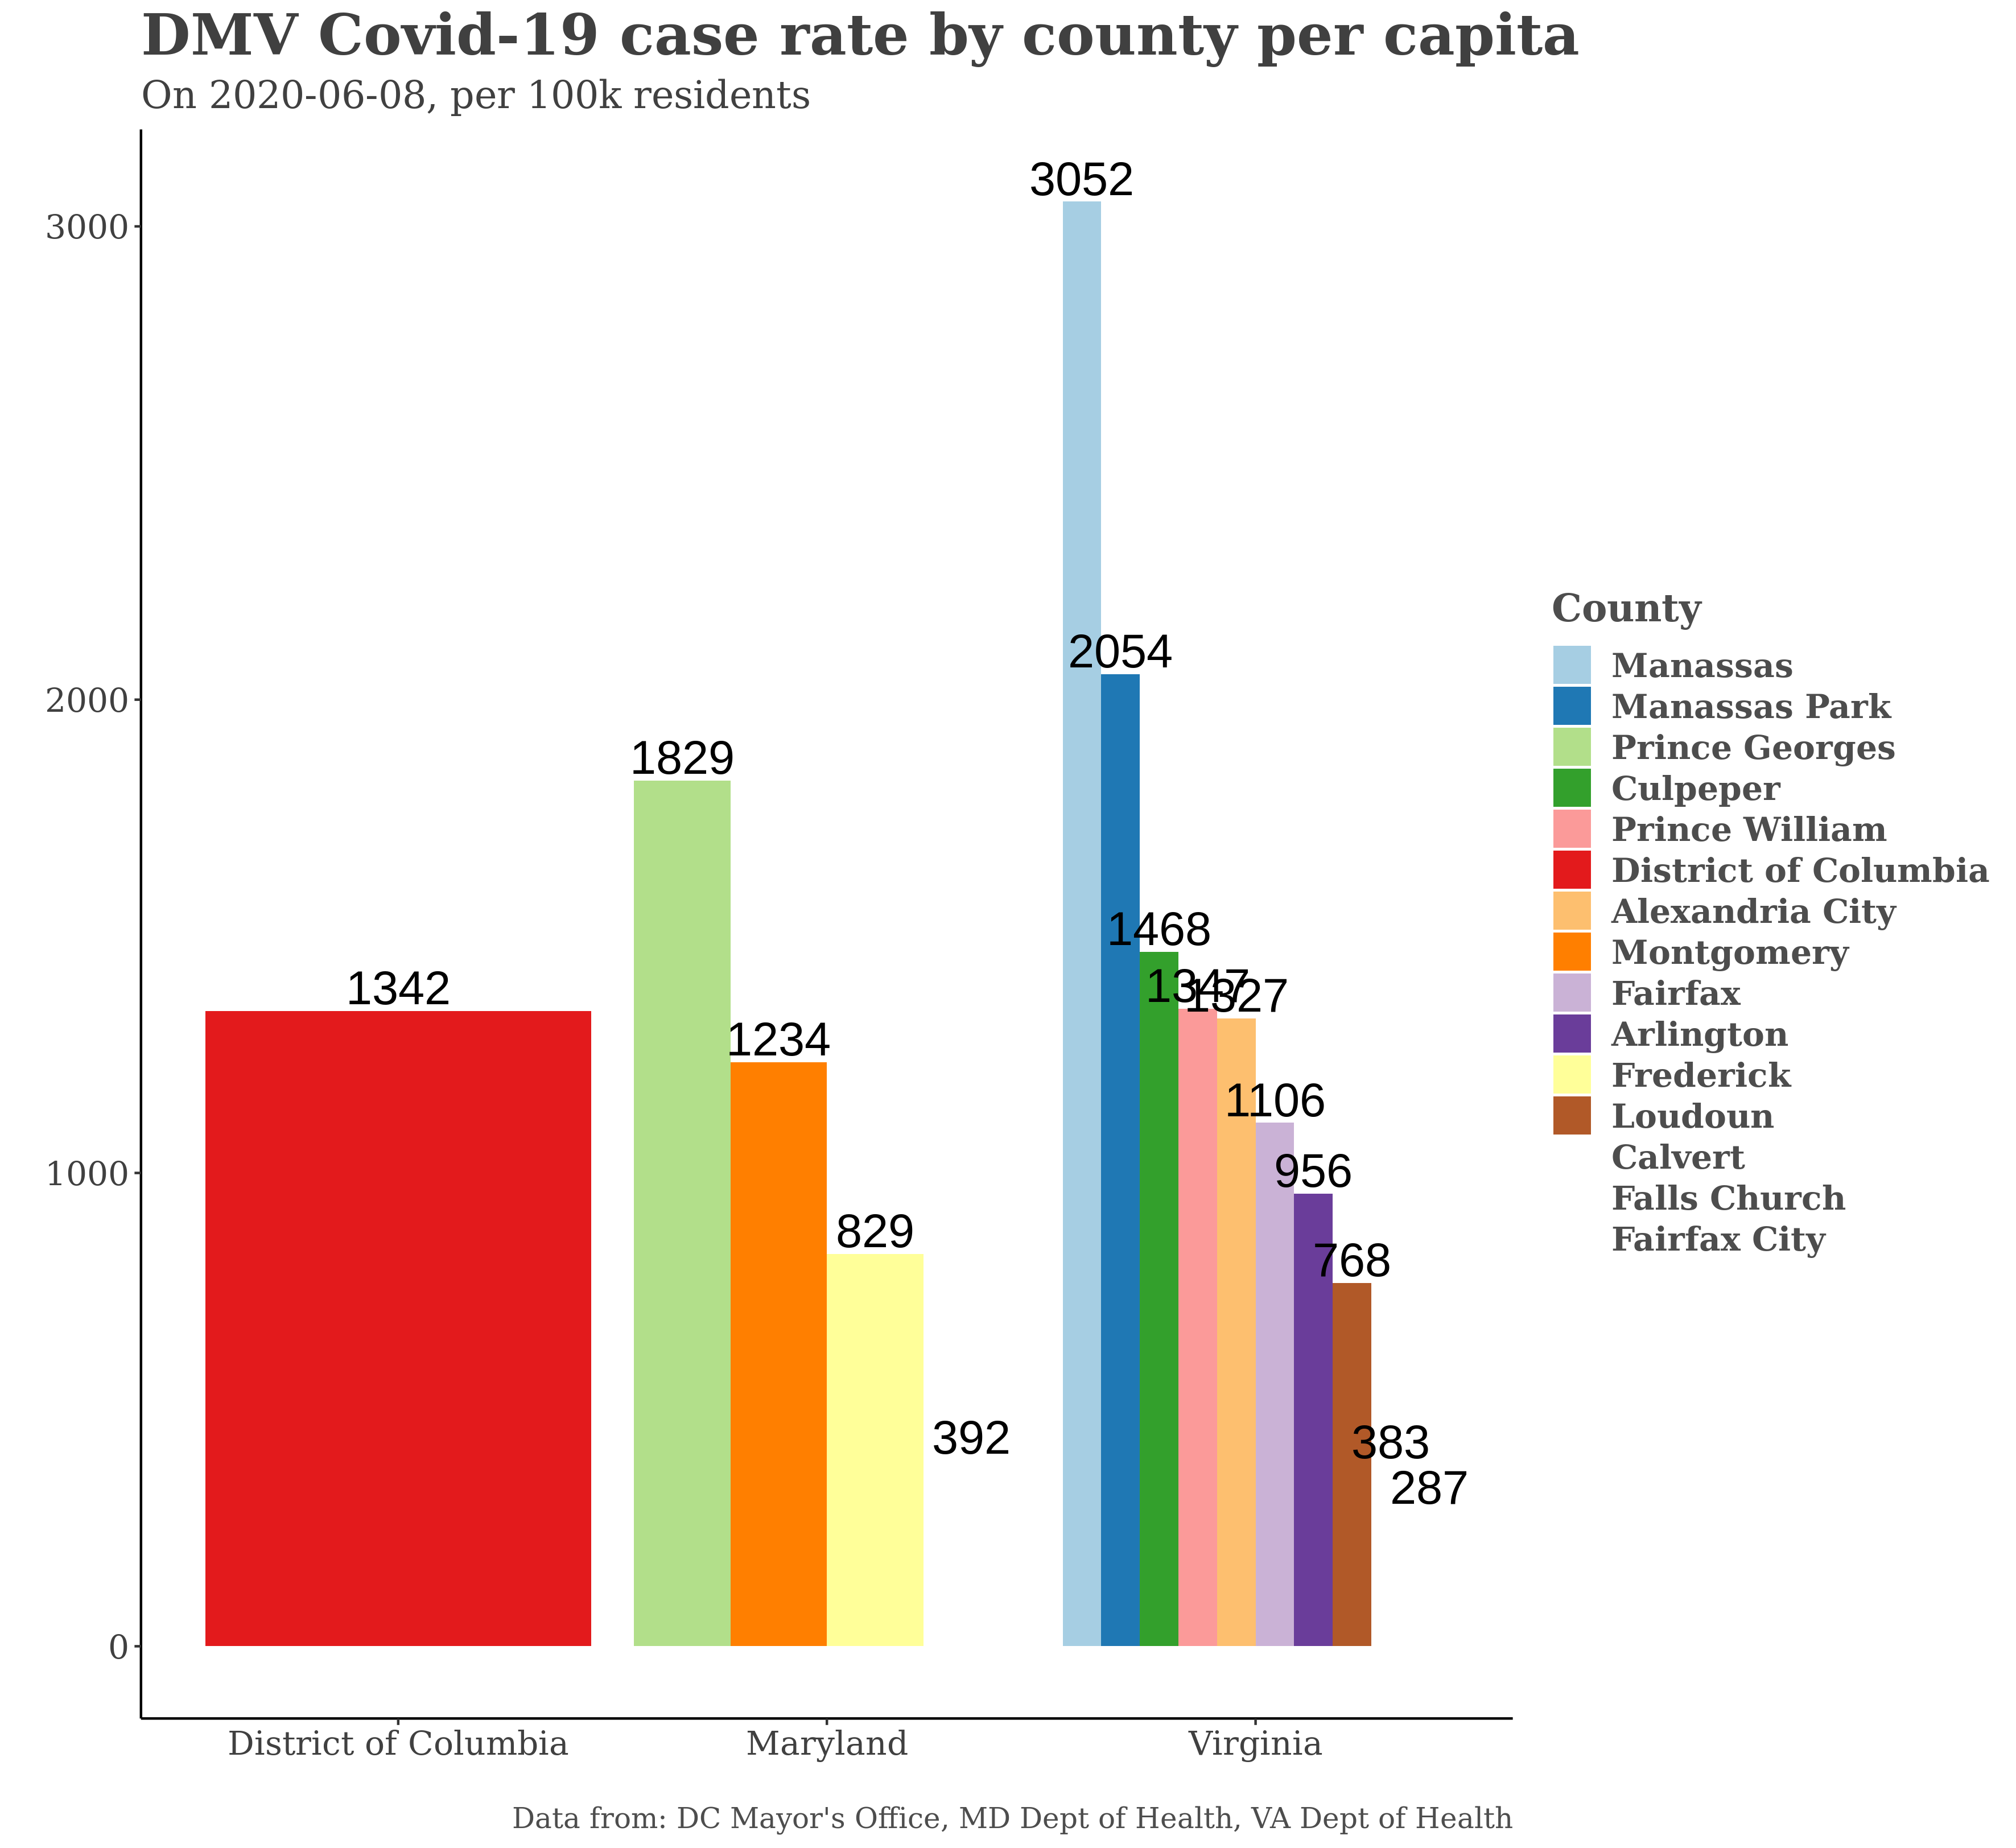 DMV Covid-19 case rate by county per capita
On 2020-06-08, per 100k residents
3000
2000
1000
0
1342
1829
1234
829
392
3052
2054
1468
1347
1327
1106
956
768
383
287
District of Columbia
Maryland
Virginia
County
Manassas
Manassas Park
Prince Georges
Culpeper
Prince William
District of Columbia
Alexandria City
Montgomery
Fairfax
Arlington
Frederick
Loudoun
Calvert
Falls Church
Fairfax City
Data from: DC Mayor's Office, MD Dept of Health, VA Dept of Health